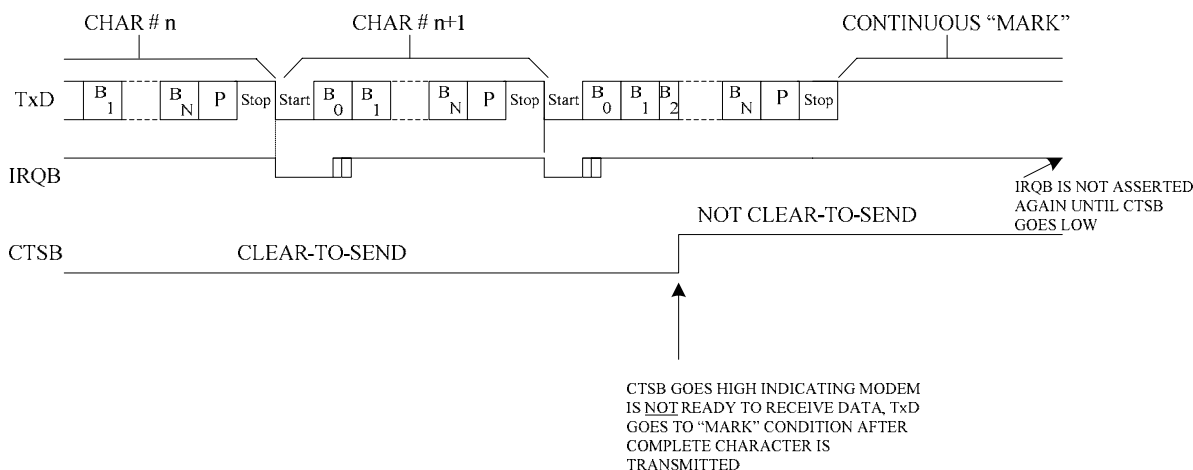 CHAR # n
CHAR # n+1
CONTINUOUS “MARK”
TxD
B1 BN P Stop Start B0 B1 BN P Stop Start B0 B1 B2 BN P Stop
IRQB
IRQB IS NOT ASSERTED
AGAIN UNTIL CTSB
GOES LOW
NOT CLEAR-TO-SEND
CTSB
CLEAR-TO-SEND
CTSB GOES HIGH INDICATING MODEM
IS NOT READY TO RECEIVE DATA, TxD
GOES TO “MARK” CONDITION AFTER
COMPLETE CHARACTER IS
TRANSMITTED